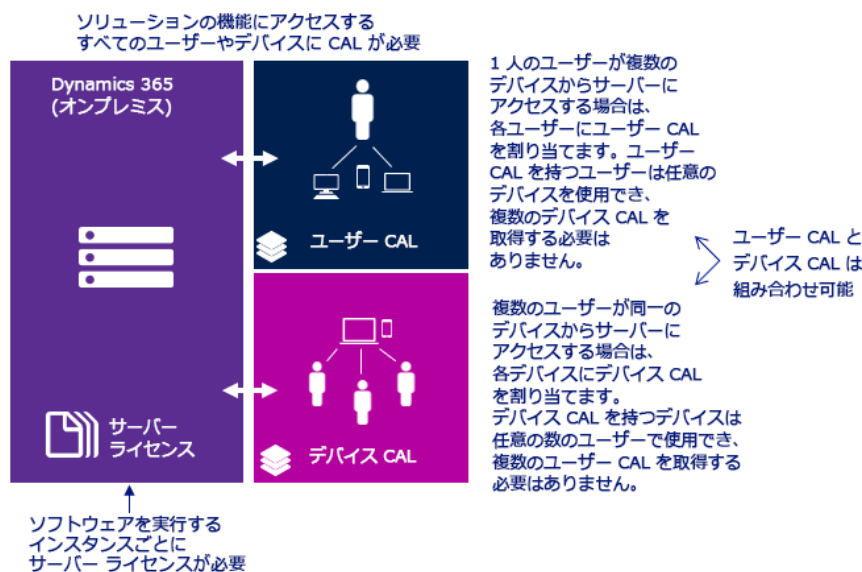 ソリューションの機能にアクセスする
すべてのユーザーやデバイスに CAL が必要
Dynamics 365
(オンプレミス)
サーバー
ライセンス
ユーザー CAL
デバイス CAL
1 人のユーザーが複数の
デバイスからサーバーに
アクセスする場合は、
各ユーザーにユーザー CAL
を割り当てます。ユーザー
CAL を持つユーザーは任意の
デバイスを使用でき、
複数のデバイス CAL を
取得する必要は
ありません。
複数のユーザーが同一の
デバイスからサーバーに
アクセスする場合は、
各デバイスにデバイス CAL
を割り当てます。
デバイス CAL を持つデバイスは
任意の数のユーザーで使用でき、
複数のユーザー CAL を取得する
必要はありません。
ユーザー CAL と
デバイス CAL は
組み合わせ可能
ソフトウェアを実行する
インスタンスごとに
サーバー ライセンスが必要